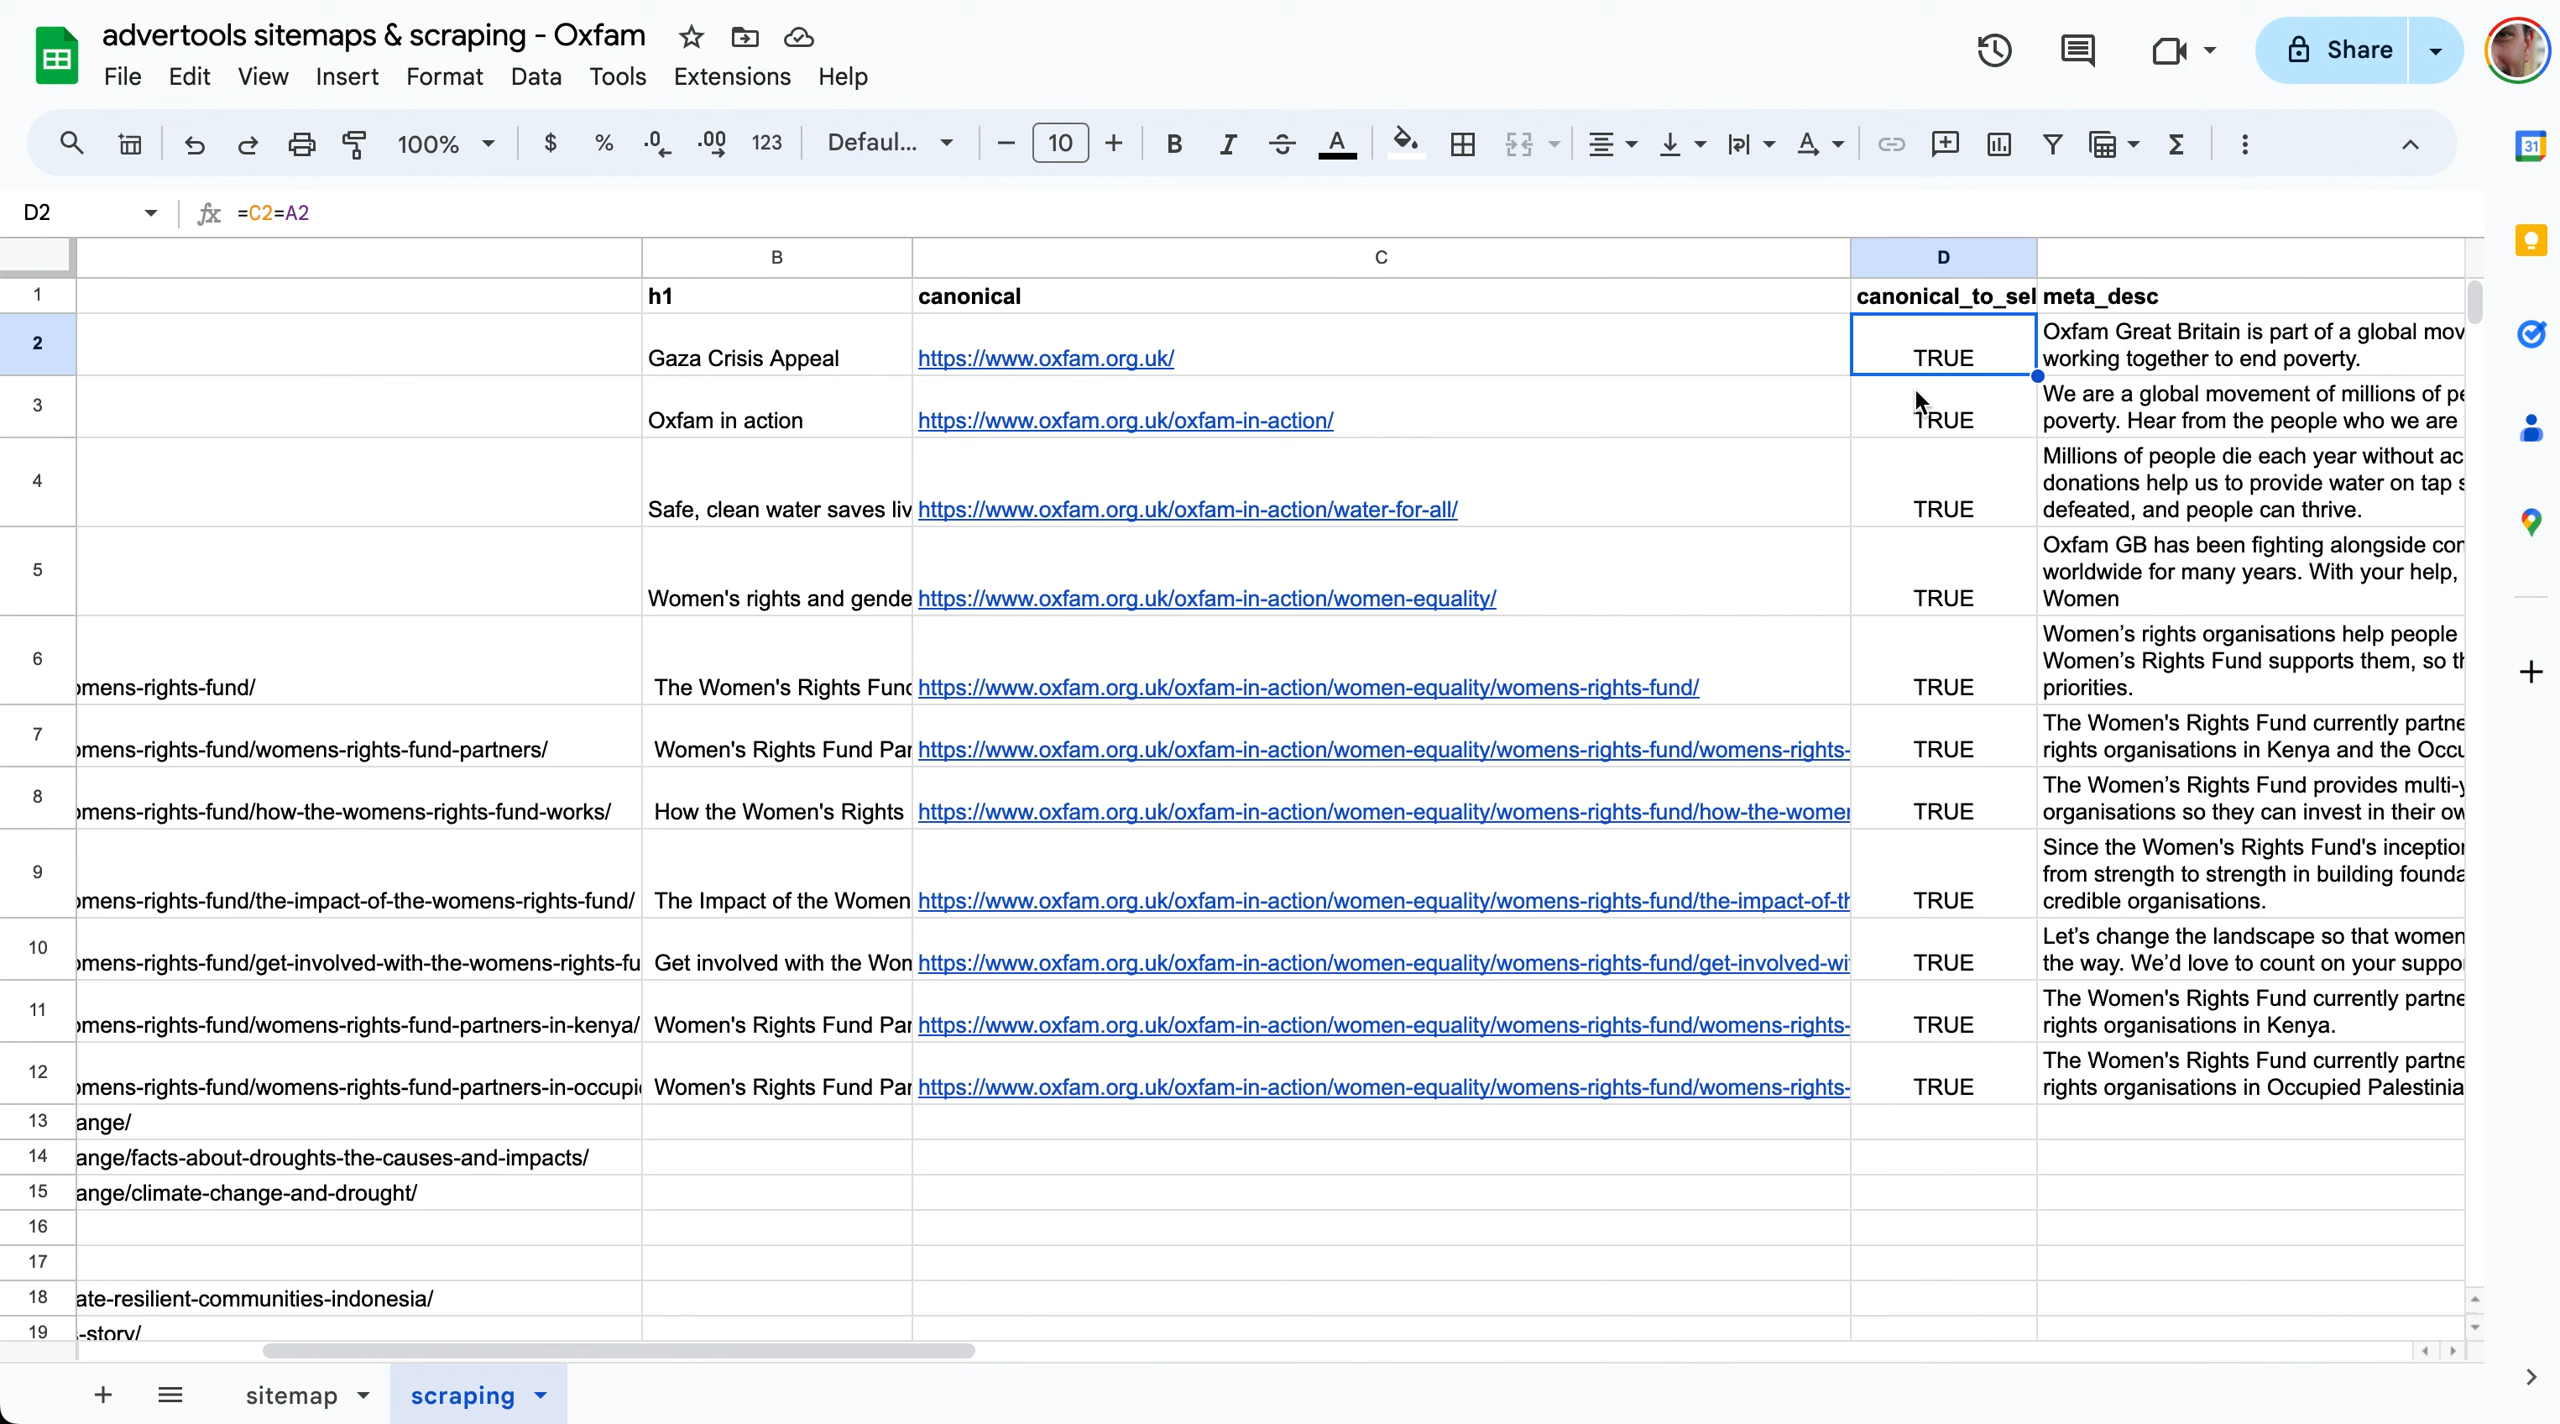 advertools sitemaps & scraping - Oxfam
File Edit View Insert Format Data Tools Extensions Help
Share
100% $ % .0 .00 123 Defaul... 10 B I S A
31
D2 fx =C2=A2
B C D
1 h1 canonical canonical_to_sel meta_desc
2 Gaza Crisis Appeal https://www.oxfam.org.uk/ TRUE Oxfam Great Britain is part of a global mov
working together to end poverty.
3 Oxfam in action https://www.oxfam.org.uk/oxfam-in-action/ TRUE We are a global movement of millions of pe
poverty. Hear from the people who we are
4 Safe, clean water saves liv https://www.oxfam.org.uk/oxfam-in-action/water-for-all/ TRUE Millions of people die each year without ac
donations help us to provide water on tap s
defeated, and people can thrive.
5 Women's rights and gende https://www.oxfam.org.uk/oxfam-in-action/women-equality/ TRUE Oxfam GB has been fighting alongside cor
worldwide for many years. With your help,
Women
6 omens-rights-fund/ The Women's Rights Fund https://www.oxfam.org.uk/oxfam-in-action/women-equality/womens-rights-fund/ TRUE Women’s rights organisations help people
Women’s Rights Fund supports them, so th
priorities.
7 omens-rights-fund/womens-rights-fund-partners/ Women's Rights Fund Par https://www.oxfam.org.uk/oxfam-in-action/women-equality/womens-rights-fund/womens-rights- TRUE The Women's Rights Fund currently partne
rights organisations in Kenya and the Occu
8 omens-rights-fund/how-the-womens-rights-fund-works/ How the Women's Rights https://www.oxfam.org.uk/oxfam-in-action/women-equality/womens-rights-fund/how-the-womer TRUE The Women’s Rights Fund provides multi-y
organisations so they can invest in their ow
9 omens-rights-fund/the-impact-of-the-womens-rights-fund/ The Impact of the Women https://www.oxfam.org.uk/oxfam-in-action/women-equality/womens-rights-fund/the-impact-of-th TRUE Since the Women's Rights Fund's inception
from strength to strength in building founda
credible organisations.
10 omens-rights-fund/get-involved-with-the-womens-rights-fu Get involved with the Wom https://www.oxfam.org.uk/oxfam-in-action/women-equality/womens-rights-fund/get-involved-wi TRUE Let’s change the landscape so that women
the way. We’d love to count on your suppo
11 omens-rights-fund/womens-rights-fund-partners-in-kenya/ Women's Rights Fund Par https://www.oxfam.org.uk/oxfam-in-action/women-equality/womens-rights-fund/womens-rights- TRUE The Women's Rights Fund currently partne
rights organisations in Kenya.
12 omens-rights-fund/womens-rights-fund-partners-in-occupi Women's Rights Fund Par https://www.oxfam.org.uk/oxfam-in-action/women-equality/womens-rights-fund/womens-rights- TRUE The Women's Rights Fund currently partne
rights organisations in Occupied Palestinia
13 ange/
14 ange/facts-about-droughts-the-causes-and-impacts/
15 ange/climate-change-and-drought/
16
17
18 ate-resilient-communities-indonesia/
19 -story/
sitemap scraping